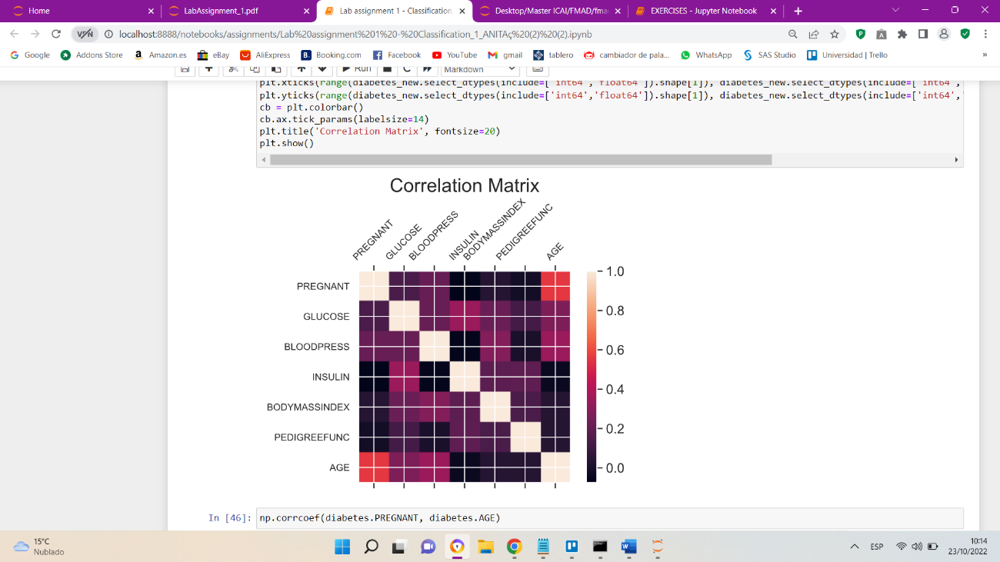 Home
LabAssignment_1.pdf
Lab assignment 1 - Classification
Desktop/Master ICAI/FMAD/fma
EXERCISES - Jupyter Notebook
VPN
localhost:8888/notebooks/assignments/Lab%20assignment%201%20-%20Classification_1_ANITAç%20(2)%20(2).ipynb
Google
Addons Store
Amazon.es
eBay
AliExpress
Booking.com
Facebook
YouTube
gmail
tablero
cambiador de pala...
WhatsApp
SAS Studio
Universidad | Trello
»
Run
Markdown
plt.xticks(range(diabetes_new.select_dtypes(include=['int64','float64']).shape[1]), diabetes_new.select_dtypes(include=['int64',
plt.yticks(range(diabetes_new.select_dtypes(include=['int64','float64']).shape[1]), diabetes_new.select_dtypes(include=['int64',
cb = plt.colorbar()
cb.ax.tick_params(labelsize=14)
plt.title('Correlation Matrix', fontsize=20)
plt.show()
Correlation Matrix
PREGNANT
GLUCOSE
BLOODPRESS
INSULIN
BODYMASSINDEX
PEDIGREEFUNC
AGE
PREGNANT
GLUCOSE
BLOODPRESS
INSULIN
BODYMASSINDEX
PEDIGREEFUNC
AGE
1.0
0.8
0.6
0.4
0.2
0.0
In [46]: np.corrcoef(diabetes.PREGNANT, diabetes.AGE)
15°C
Nublado
ESP
10:14
23/10/2022